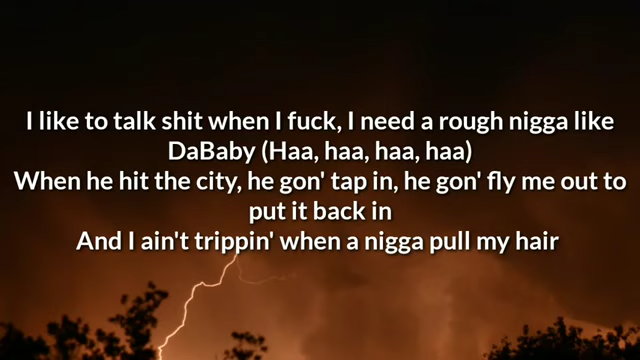 I like to talk shit when I fuck, I need a rough nigga like
DaBaby (Haa, haa, haa, haa)
When he hit the city, he gon' tap in, he gon' fly me out to
put it back in
And I ain't trippin' when a nigga pull my hair